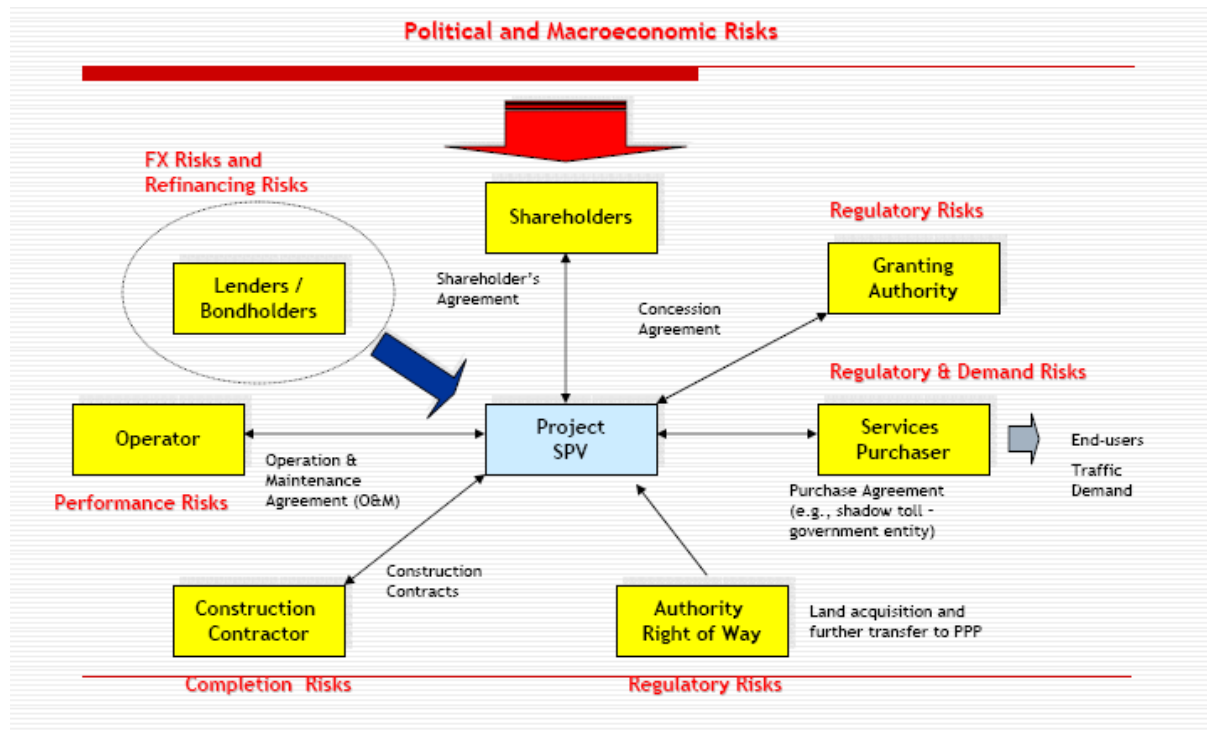 Political and Macroeconomic Risks
FX Risks and
Refinancing Risks
Shareholders
Regulatory Risks
Lenders /
Bondholders
Shareholder's
Agreement
Concession
Agreement
Granting
Authority
Regulatory & Demand Risks
Operator
Project
SPV
Services
Purchaser
End-users
Traffic
Demand
Operation &
Maintenance
Agreement (O&M)
Performance Risks
Purchase Agreement
(e.g., shadow toll –
government entity)
Construction
Contracts
Construction
Contractor
Authority
Right of Way
Land acquisition and
further transfer to PPP
Completion Risks
Regulatory Risks